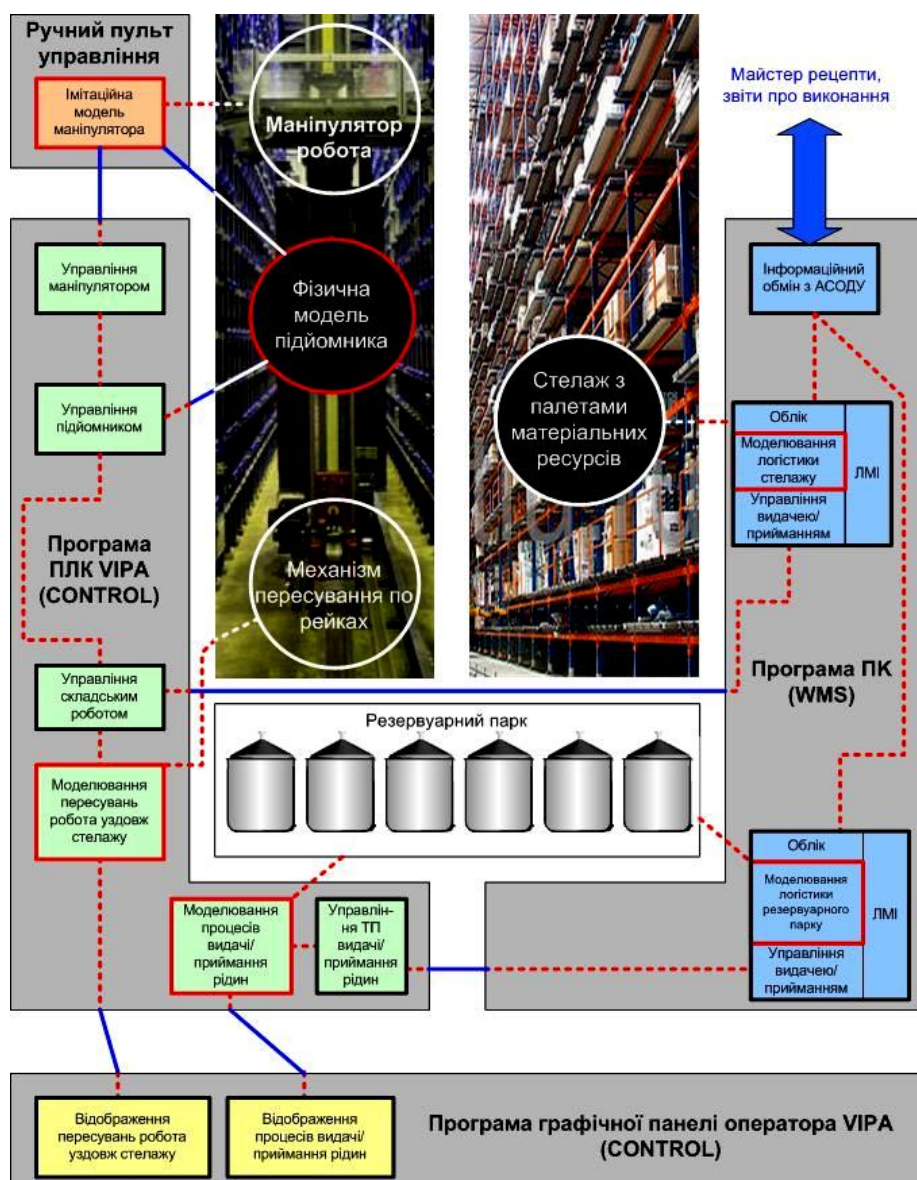 Ручний пульт
управління
Імітаційна
модель
маніпулятора
Маніпулятор
робота
Майстер рецепти,
звіти про виконання
Управління
маніпулятором
Фізична
модель
підйомника
Інформаційний
обмін з АСОДУ
Управління
підйомником
Стелаж з
палетами
матеріальних
ресурсів
Облік
Моделювання
логістики
стелажу
Управління
видачею/
прийманням
ЛМІ
Програма
ПЛК VIPA
(CONTROL)
Механізм
пересування по
рейках
Управління
складським
роботом
Програма ПК
(WMS)
Резервуарний парк
Моделювання
пересувань
робота уздовж
стелажу
Облік
Моделювання
логістики
резервуарного
парку
Управління
видачею/
прийманням
ЛМІ
Моделювання
процесів
видачі/
приймання
рідин
Управлін-
ня ТП
видачі/
приймання
рідин
Відображення
пересувань робота
уздовж стелажу
Відображення
процесів видачі/
приймання рідин
Програма графічної панелі оператора VIPA
(CONTROL)